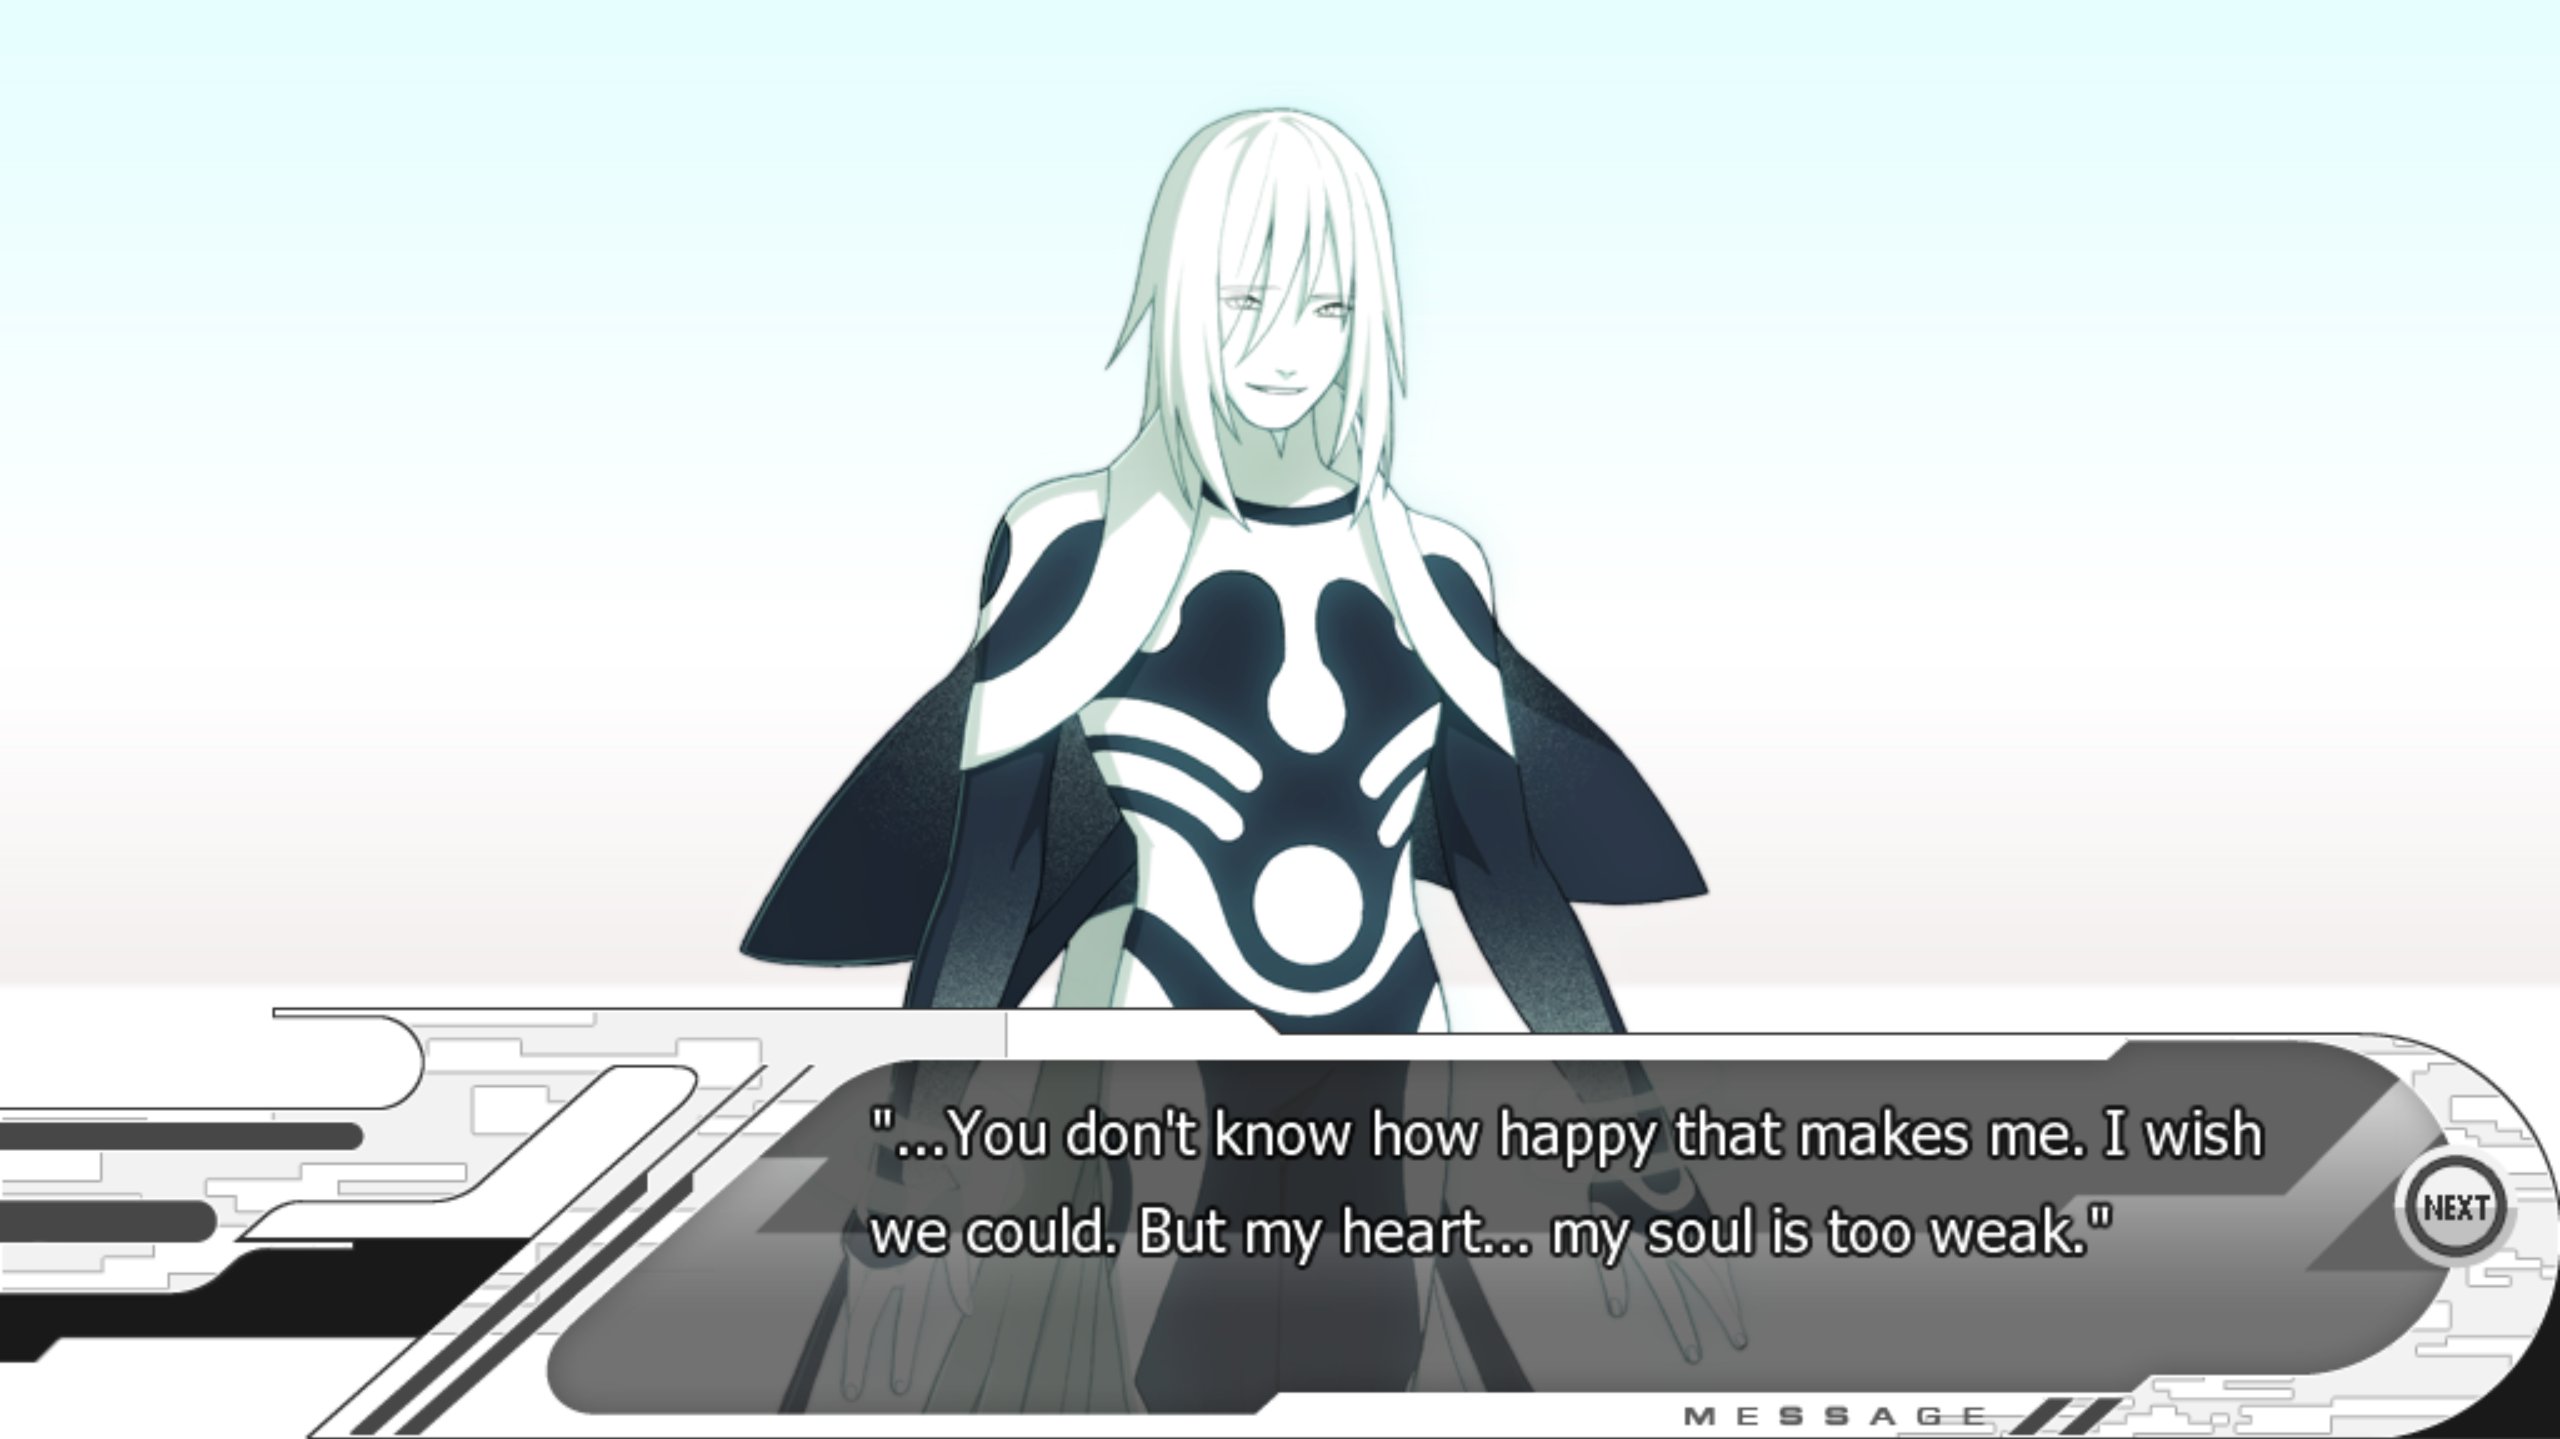 "...You don't know how happy that makes me. I wish
we could. But my heart... my soul is too weak."
NEXT
MESSAGE